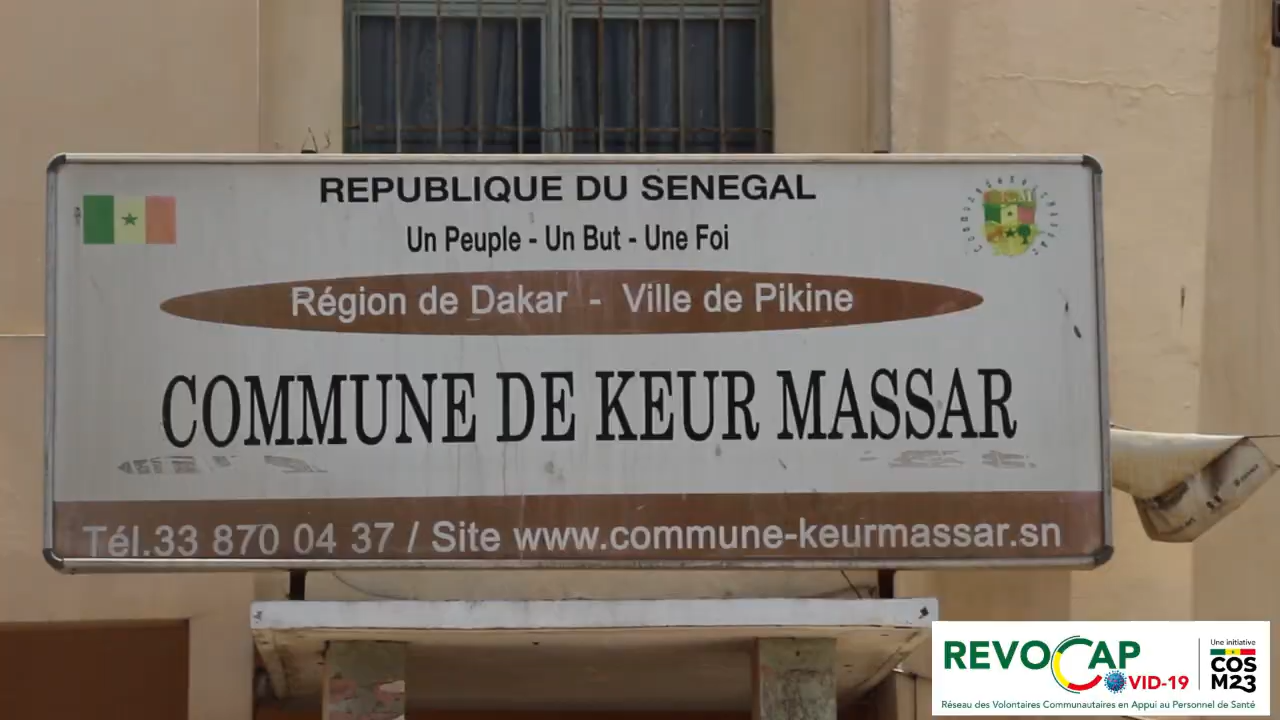 REPUBLIQUE DU SENEGAL
Un Peuple - Un But - Une Foi
Région de Dakar - Ville de Pikine
COMMUNE DE KEUR MASSAR
Tél.33 870 04 37 / Site www.commune-keurmassar.sn
REVOCAP
COVID-19
Réseau des Volontaires Communautaires en Appui au Personnel de Santé
Une initiative
COS
M23